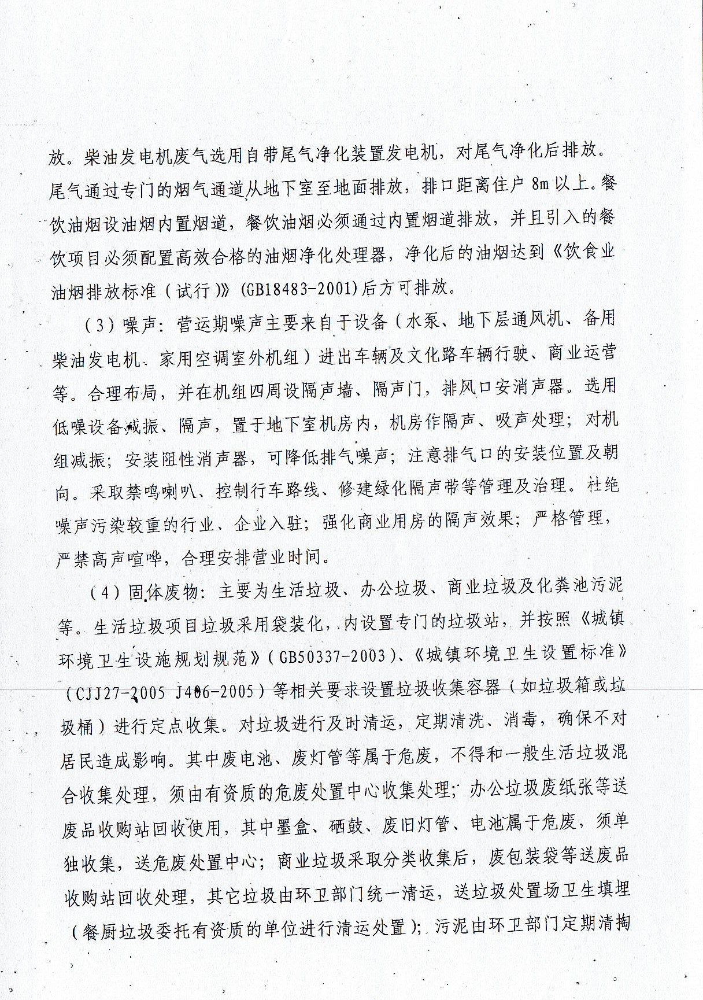 放。柴油发电机废气选用自带尾气净化装置发电机，对尾气净化后排放。
尾气通过专门的烟气通道从地下室至地面排放，排口距离住户 8m 以上。餐
饮油烟设油烟内置烟道，餐饮油烟必须通过内置烟道排放，并且引入的餐
饮项目必须配置高效合格的油烟净化处理器，净化后的油烟达到《饮食业
油烟排放标准（试行）》(GB18483-2001)后方可排放。
（3）噪声：营运期噪声主要来自于设备（水泵、地下层通风机、备用
柴油发电机、家用空调室外机组）进出车辆及文化路车辆行驶、商业运营
等。合理布局，并在机组四周设隔声墙、隔声门，排风口安消声器。选用
低噪设备减振、隔声，置于地下室机房内，机房作隔声、吸声处理；对机
组减振；安装阻性消声器，可降低排气噪声；注意排气口的安装位置及朝
向。采取禁鸣喇叭、控制行车路线、修建绿化隔声带等管理及治理。杜绝
噪声污染较重的行业、企业入驻；强化商业用房的隔声效果；严格管理，
严禁高声喧哗，合理安排营业时间。
（4）固体废物：主要为生活垃圾、办公垃圾、商业垃圾及化粪池污泥
等。生活垃圾项目垃圾采用袋装化，内设置专门的垃圾站，并按照《城镇
环境卫生设施规划规范》（GB50337-2003）、《城镇环境卫生设置标准》
（CJJ27-2005 J406-2005）等相关要求设置垃圾收集容器（如垃圾箱或垃
圾桶）进行定点收集。对垃圾进行及时清运，定期清洗、消毒，确保不对
居民造成影响。其中废电池、废灯管等属于危废，不得和一般生活垃圾混
合收集处理，须由有资质的危废处置中心收集处理；办公垃圾废纸张等送
废品收购站回收使用，其中墨盒、硒鼓、废旧灯管、电池属于危废，须单
独收集，送危废处置中心；商业垃圾采取分类收集后，废包装袋等送废品
收购站回收处理，其它垃圾由环卫部门统一清运，送垃圾处置场卫生填埋
（餐厨垃圾委托有资质的单位进行清运处置）；污泥由环卫部门定期清掏